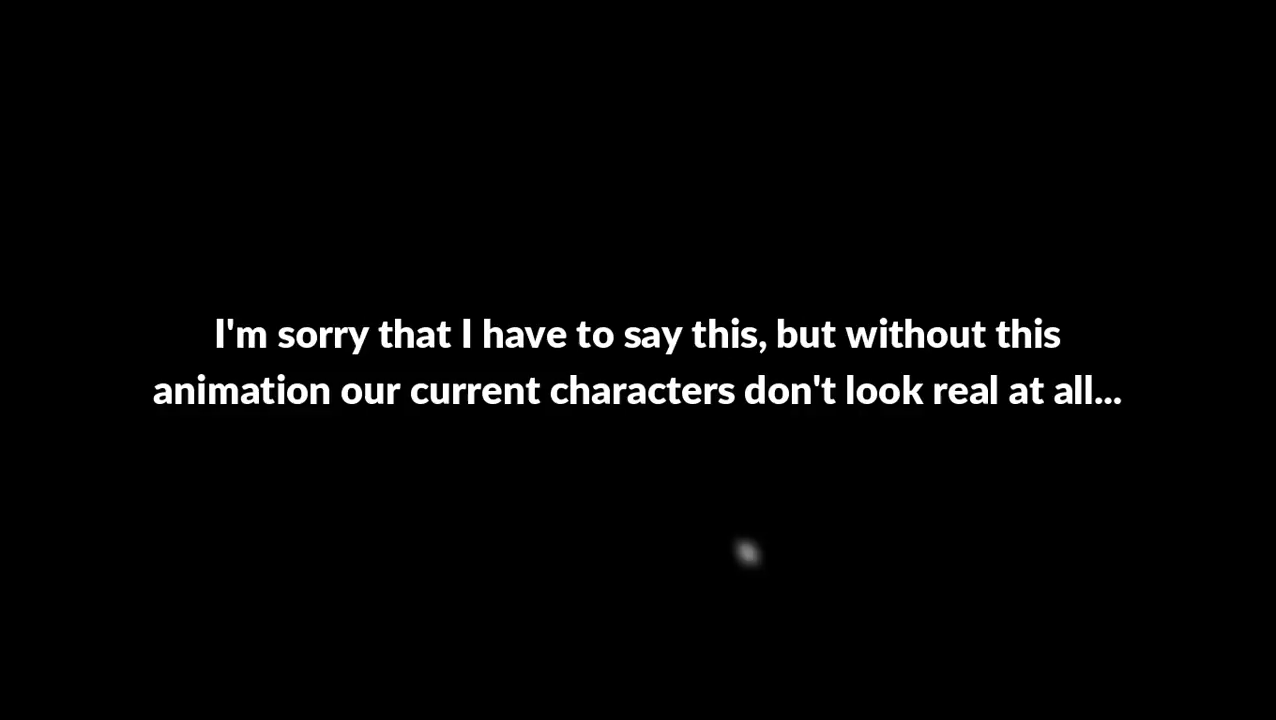 I'm sorry that I have to say this, but without this
animation our current characters don't look real at all...